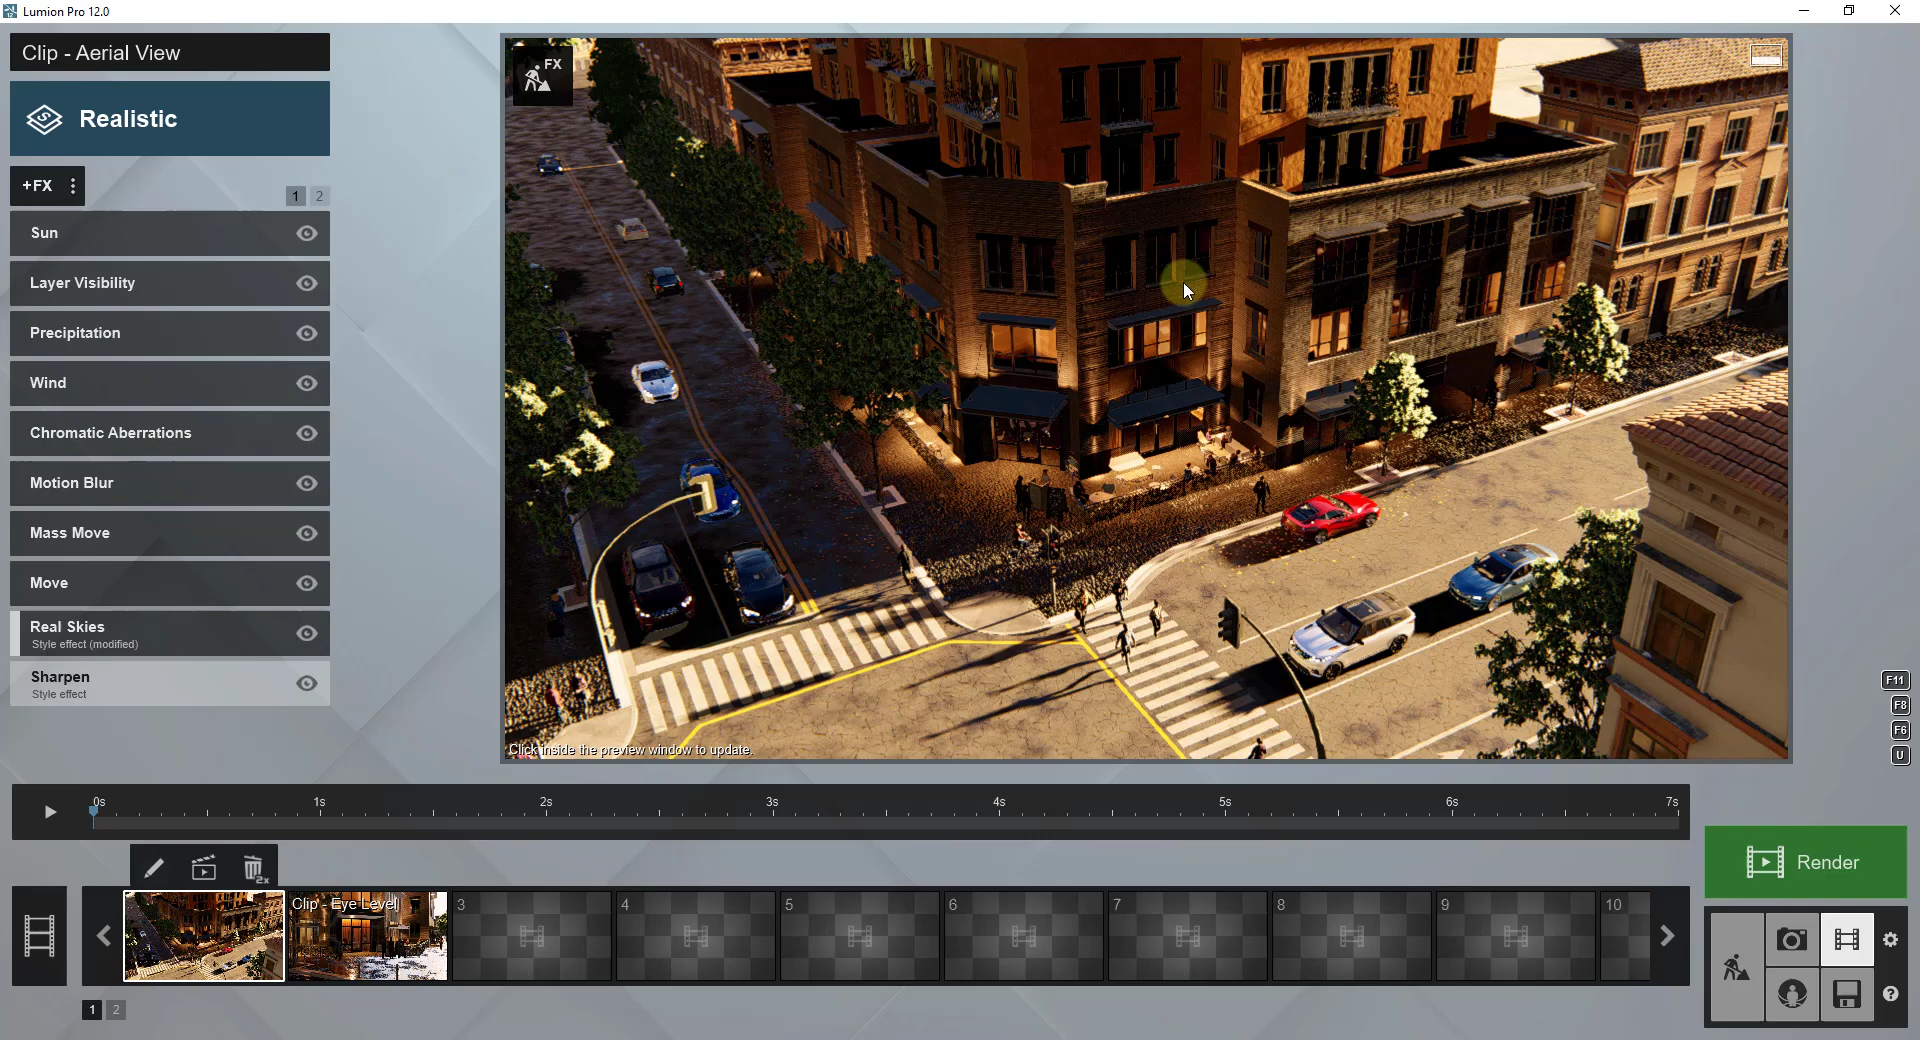 Lumion Pro 12.0
Clip - Aerial View
Realistic
+FX
1 2
Sun
Layer Visibility
Precipitation
Wind
Chromatic Aberrations
Motion Blur
Mass Move
Move
Real Skies
Style effect (modified)
Sharpen
Style effect
FX
Click inside the preview window to update.
F11
F8
F6
U
0s 1s 2s 3s 4s 5s 6s 7s
2x
Render
Clip - Eye Level
3 4 5 6 7 8 9 10
1 2